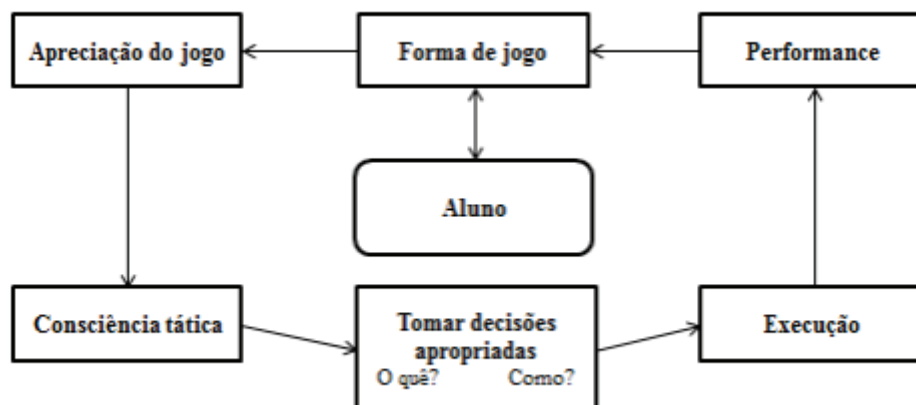 Apreciação do jogo
Forma de jogo
Performance
Aluno
Consciência tática
Tomar decisões
apropriadas
O quê? Como?
Execução